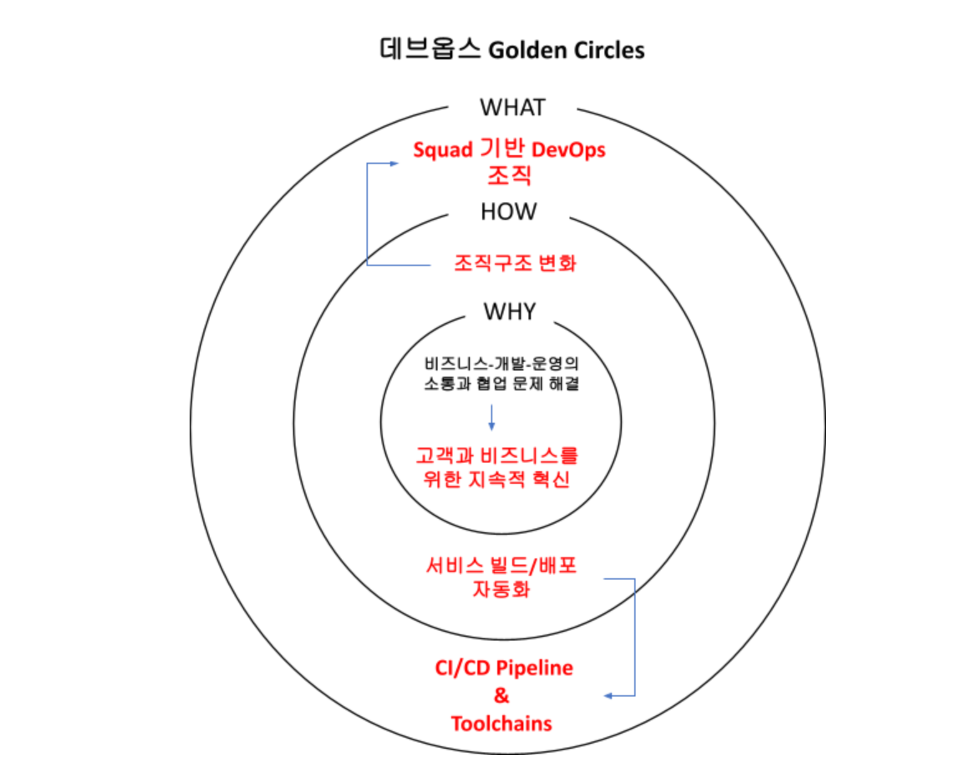 데브옵스 Golden Circles
WHAT
Squad 기반 DevOps
조직
HOW
조직구조 변화
WHY
비즈니스-개발-운영의
소통과 협업 문제 해결
고객과 비즈니스를
위한 지속적 혁신
서비스 빌드/배포
자동화
CI/CD Pipeline
&
Toolchains